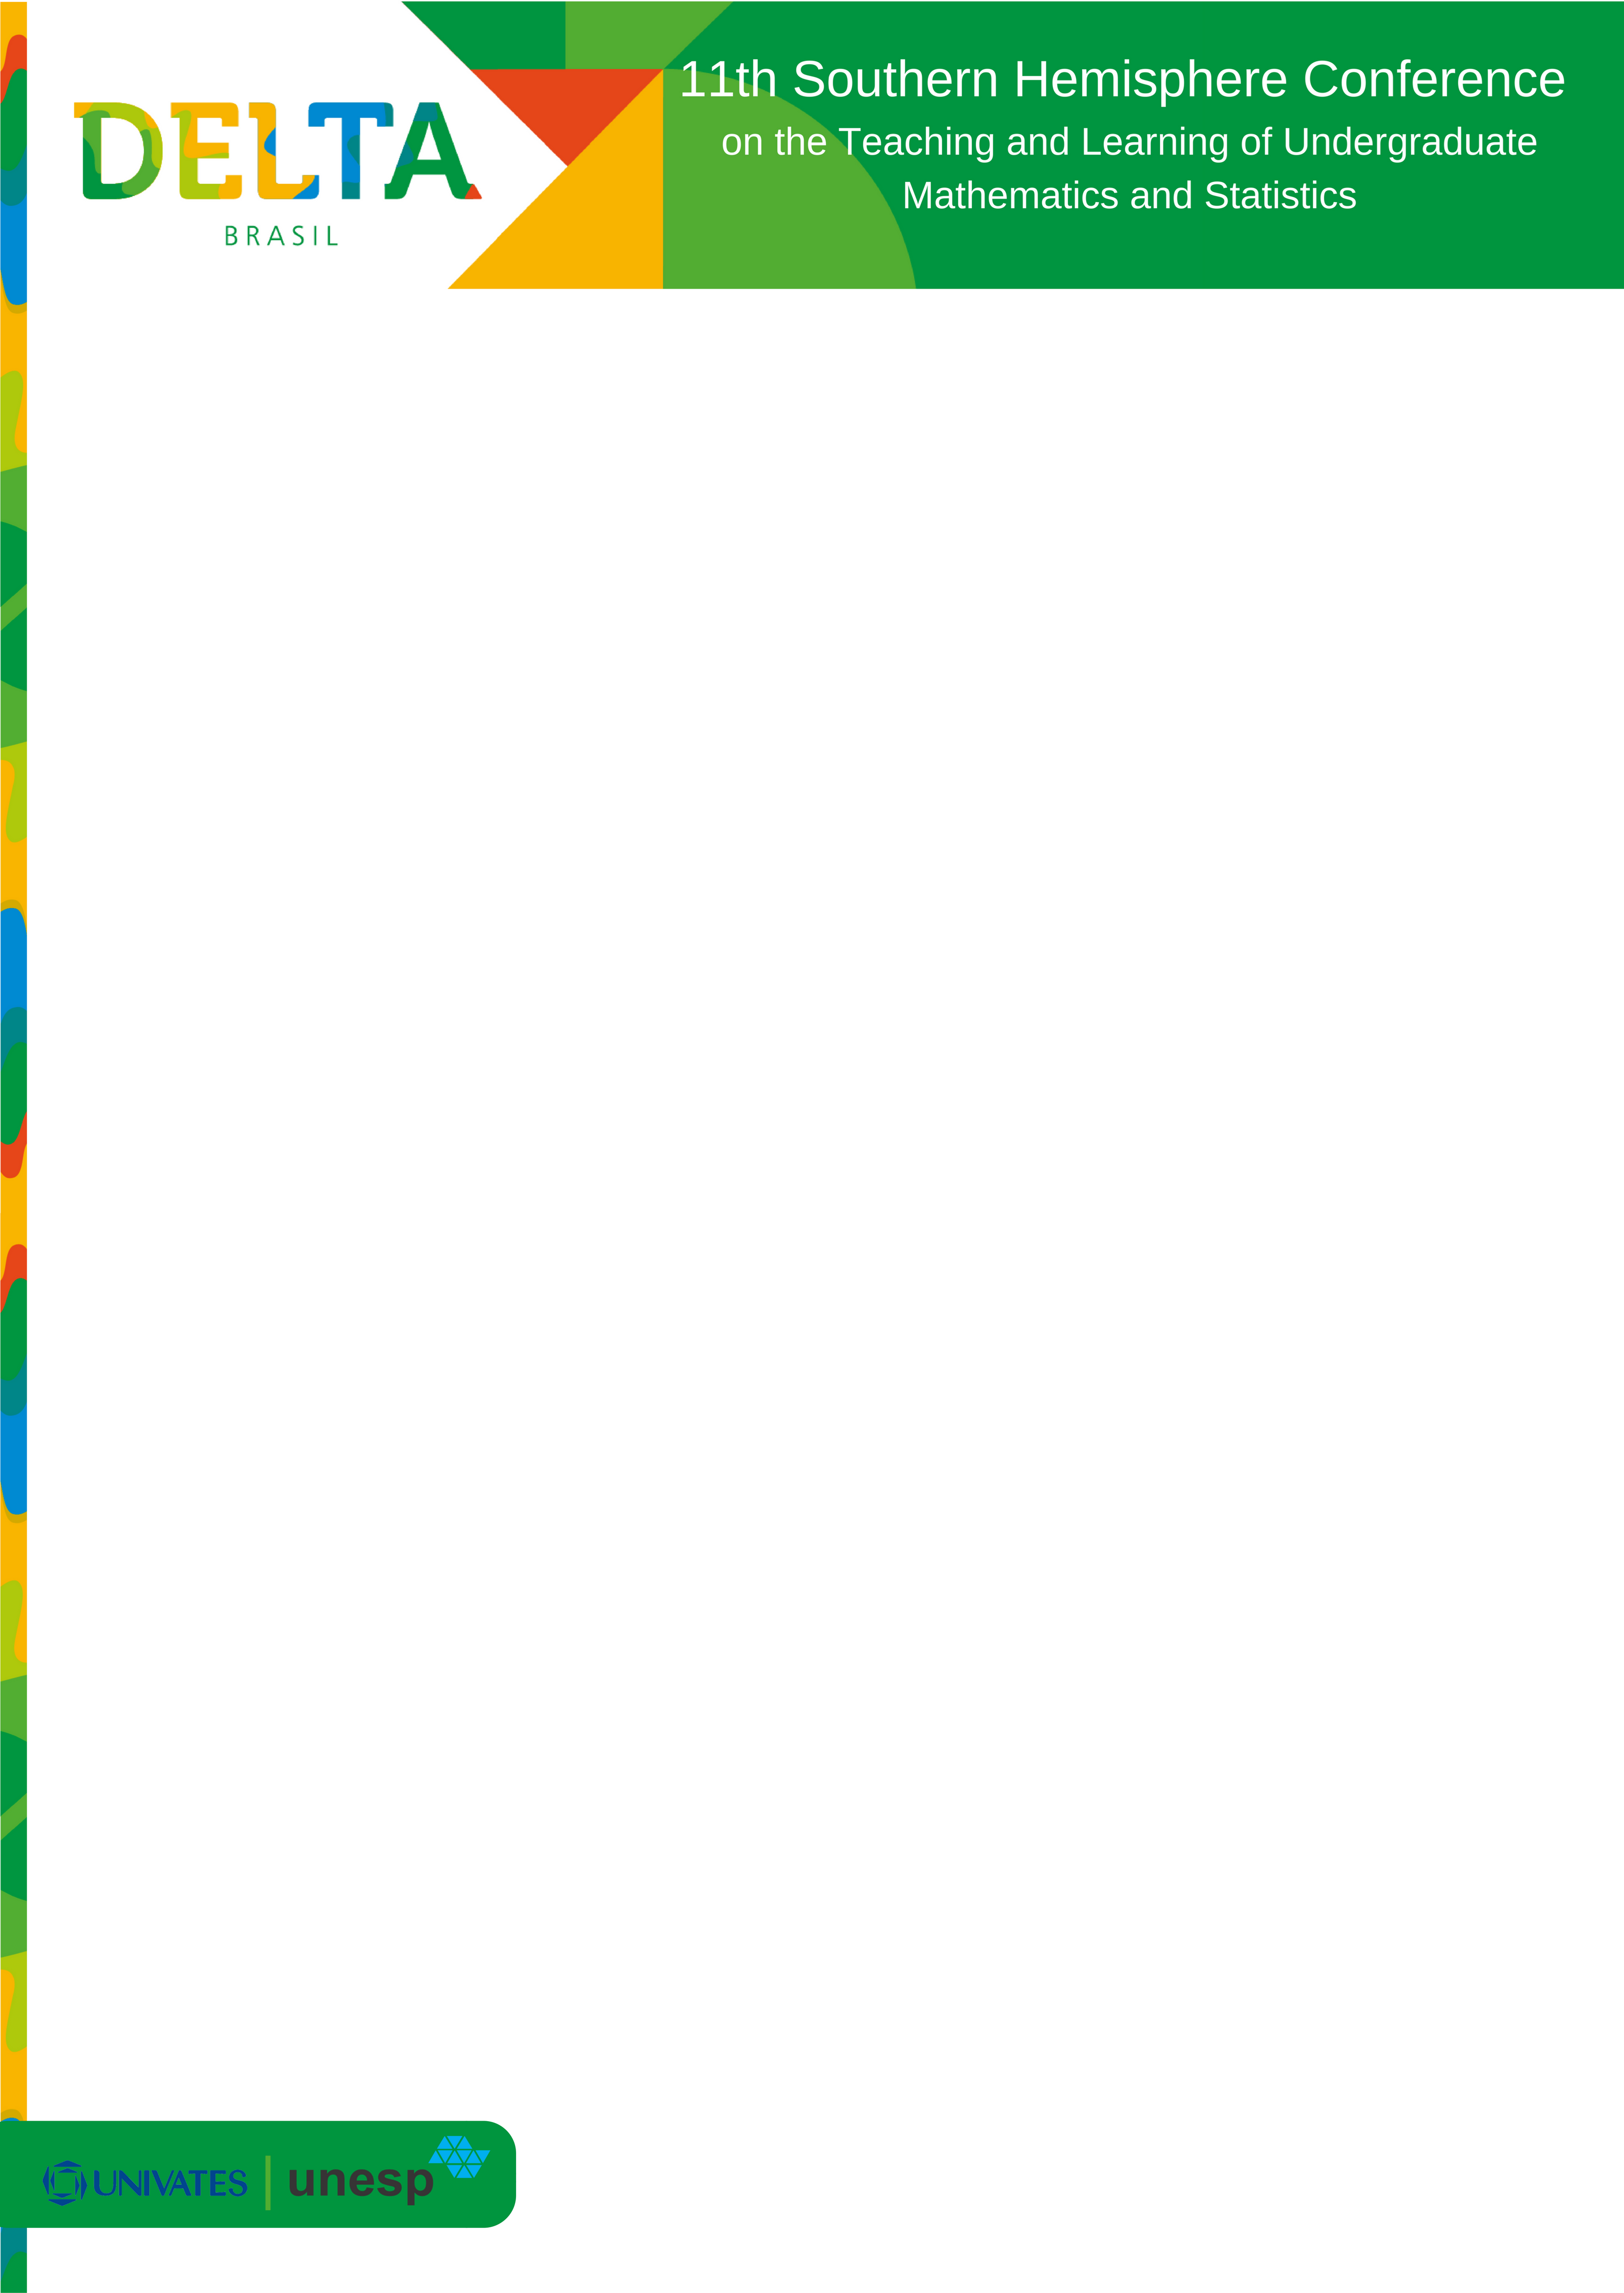 11th Southern Hemisphere Conference
on the Teaching and Learning of Undergraduate
Mathematics and Statistics
DELTA
BRASIL
UNIVATES
unesp